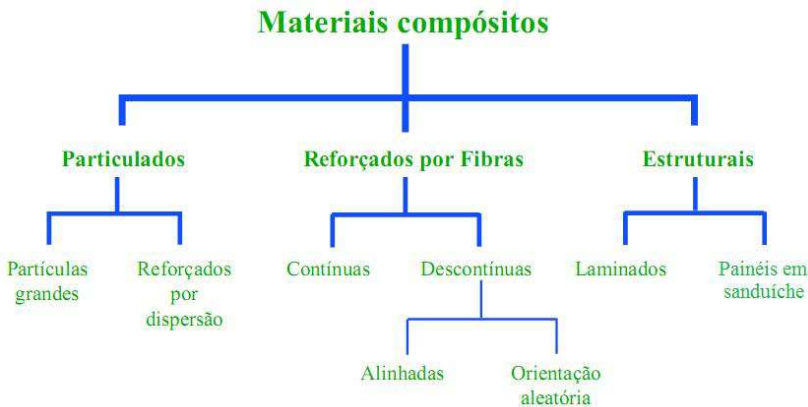 Materiais compósitos
Particulados
Reforçados por Fibras
Estruturais
Partículas
grandes
Reforçados
por
dispersão
Contínuas
Descontínuas
Laminados
Painéis em
sanduíche
Alinhadas
Orientação
aleatória